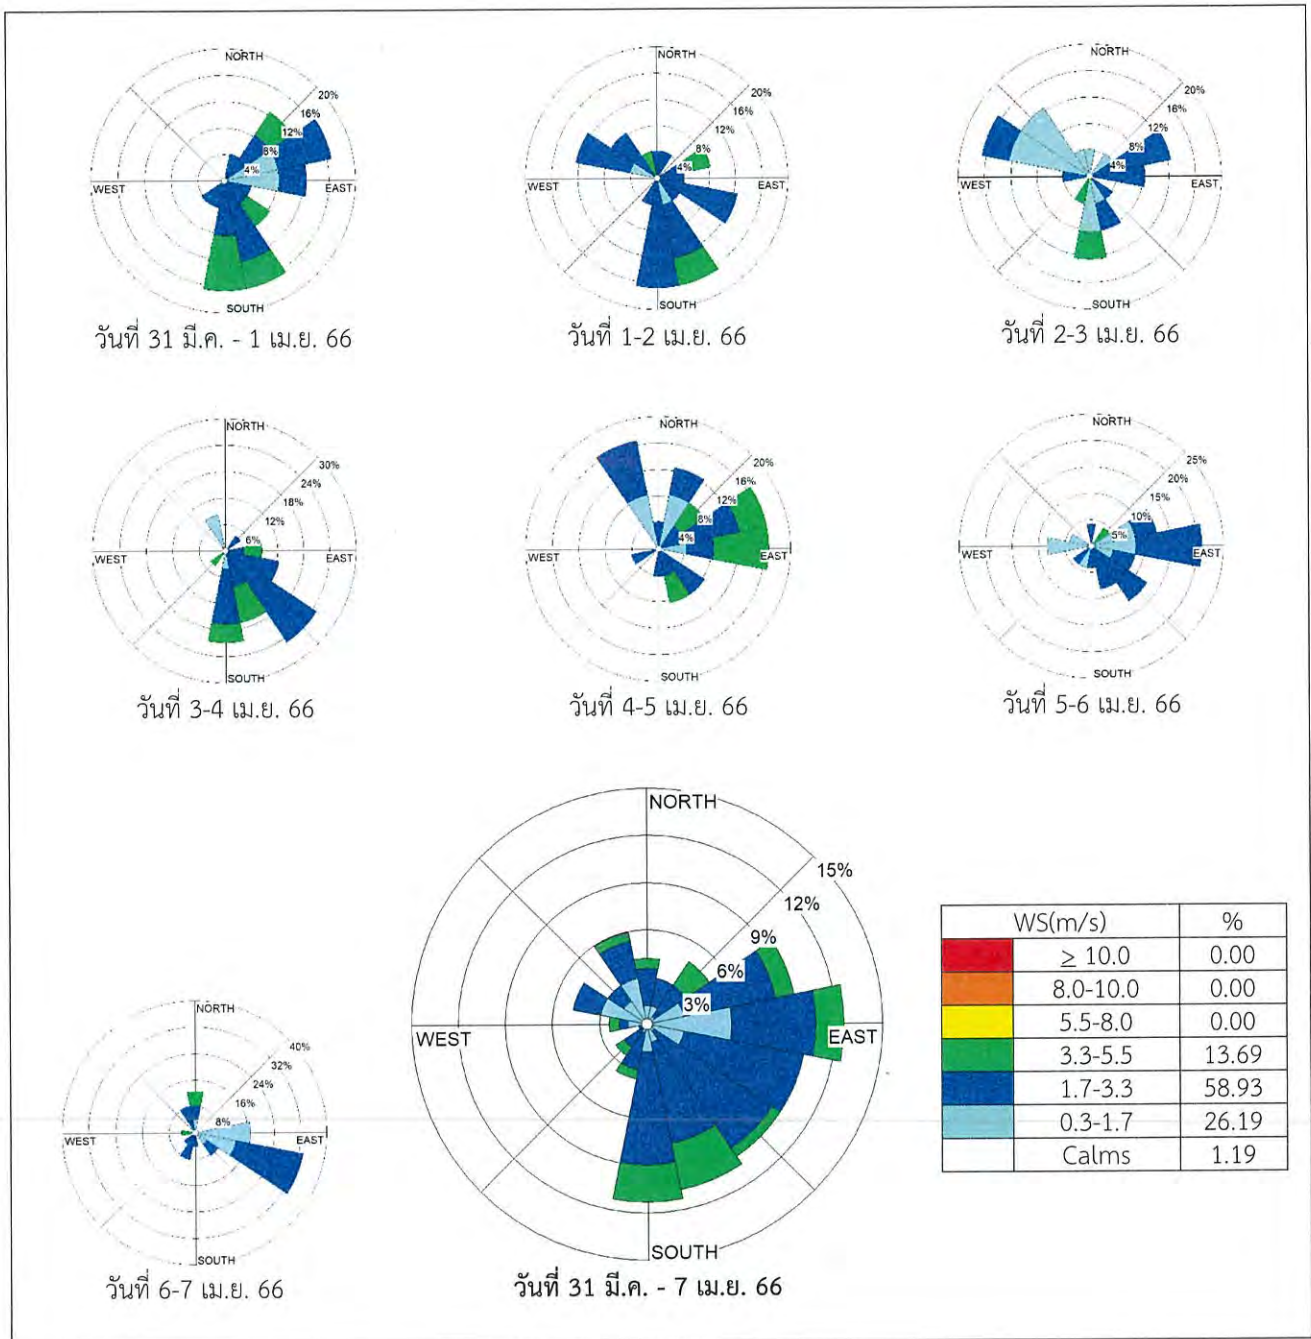 NORTH
20%
16%
12%
8%
4%
WEST
EAST
SOUTH
วันที่ 31 มี.ค. - 1 เม.ย. 66
NORTH
20%
16%
12%
8%
4%
WEST
EAST
SOUTH
วันที่ 1-2 เม.ย. 66
NORTH
20%
16%
12%
8%
4%
WEST
EAST
SOUTH
วันที่ 2-3 เม.ย. 66
NORTH
30%
24%
18%
12%
6%
WEST
EAST
SOUTH
วันที่ 3-4 เม.ย. 66
NORTH
20%
16%
12%
8%
4%
WEST
EAST
SOUTH
วันที่ 4-5 เม.ย. 66
NORTH
25%
20%
15%
10%
5%
WEST
EAST
SOUTH
วันที่ 5-6 เม.ย. 66
NORTH
40%
32%
24%
16%
8%
WEST
EAST
SOUTH
วันที่ 6-7 เม.ย. 66
NORTH
15%
12%
9%
6%
3%
WEST
EAST
SOUTH
วันที่ 31 มี.ค. - 7 เม.ย. 66
WS(m/s) %
≥ 10.0 0.00
8.0-10.0 0.00
5.5-8.0 0.00
3.3-5.5 13.69
1.7-3.3 58.93
0.3-1.7 26.19
Calms 1.19